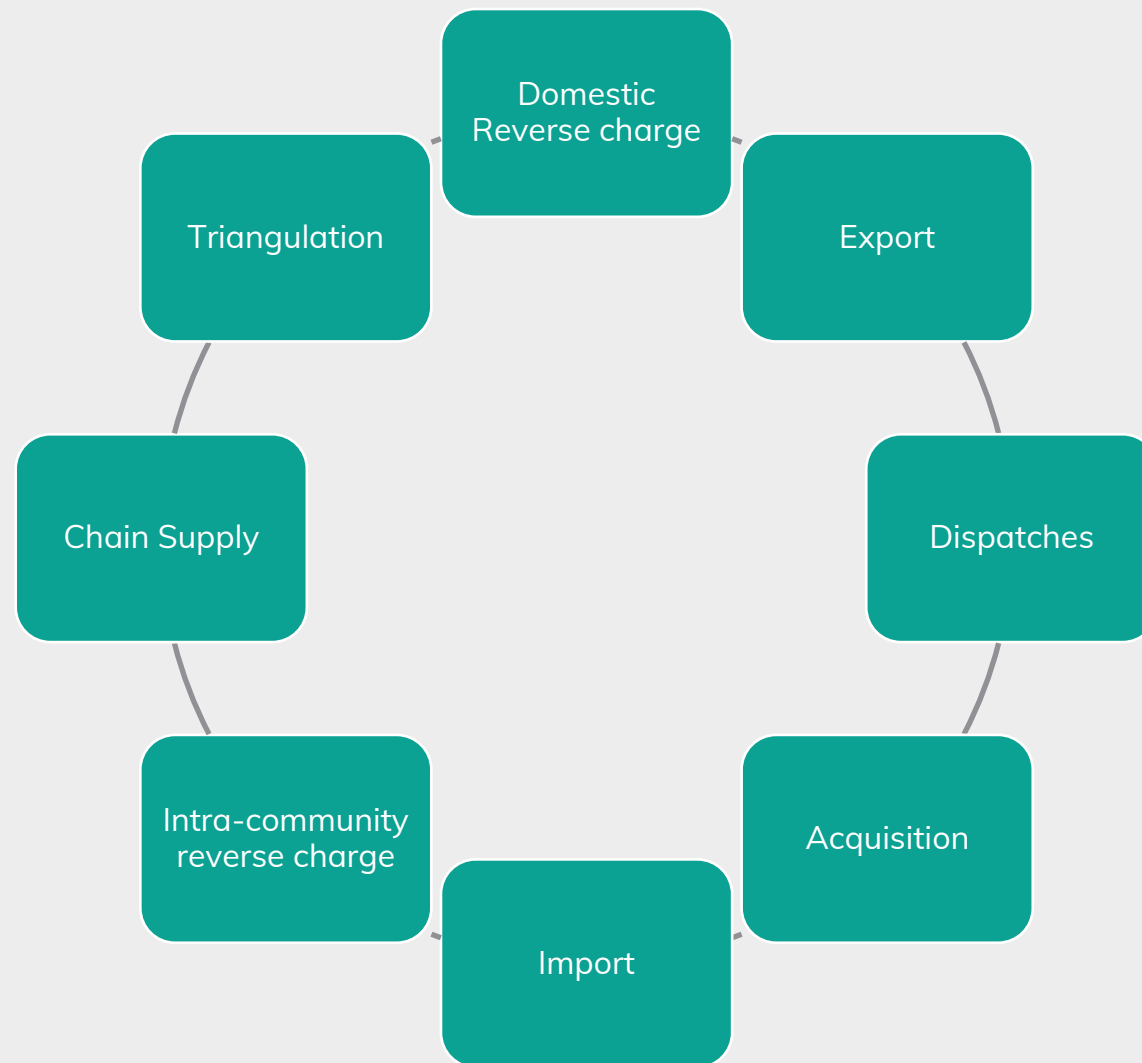 Domestic
Reverse charge
Export
Dispatches
Acquisition
Import
Intra-community
reverse charge
Chain Supply
Triangulation